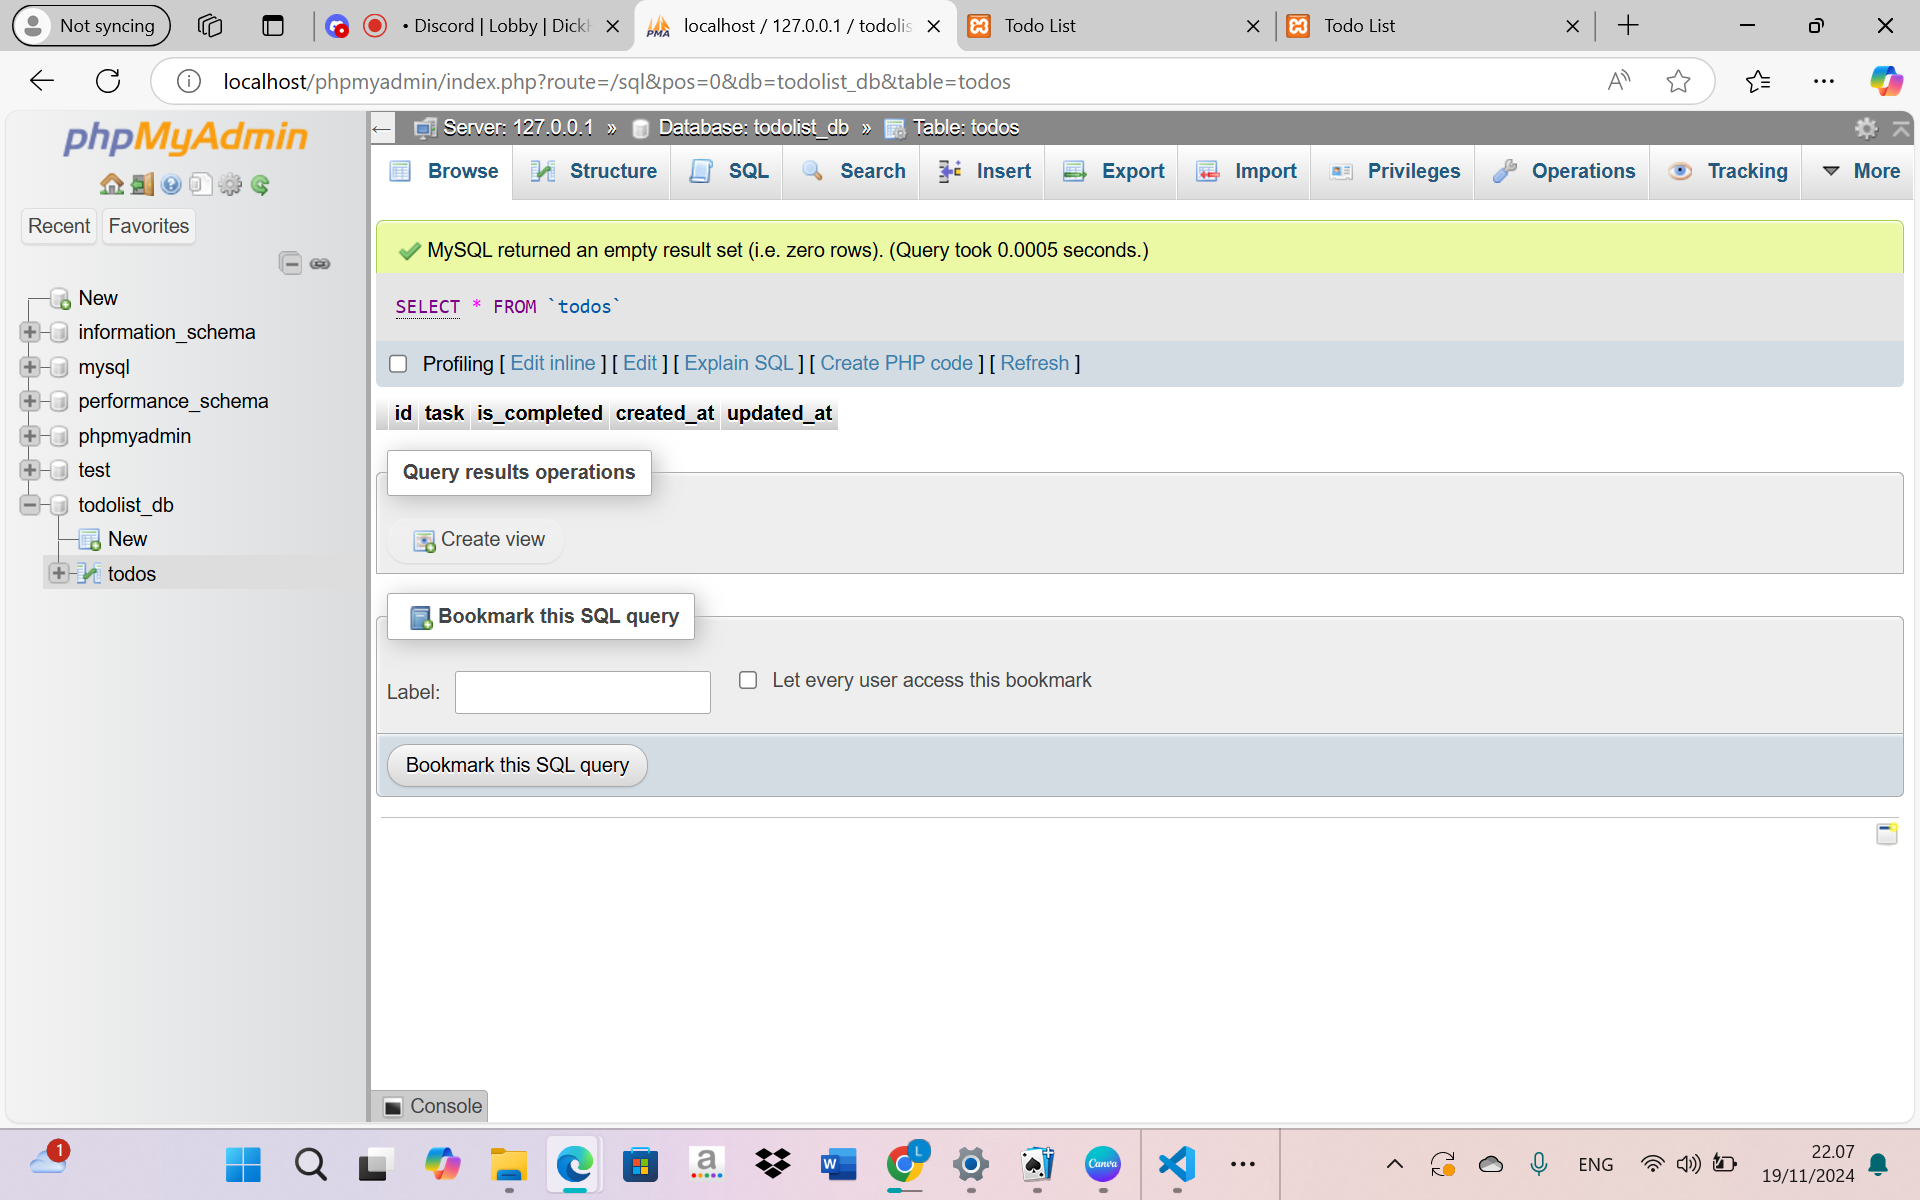 Not syncing
• Discord | Lobby | Dick
localhost / 127.0.0.1 / todolis
Todo List
Todo List
localhost/phpmyadmin/index.php?route=/sql&pos=0&db=todolist_db&table=todos
phpMyAdmin
Recent
Favorites
New
information_schema
mysql
performance_schema
phpmyadmin
test
todolist_db
New
todos
Server: 127.0.0.1 » Database: todolist_db » Table: todos
Browse
Structure
SQL
Search
Insert
Export
Import
Privileges
Operations
Tracking
More
MySQL returned an empty result set (i.e. zero rows). (Query took 0.0005 seconds.)
SELECT * FROM `todos`
Profiling [ Edit inline ] [ Edit ] [ Explain SQL ] [ Create PHP code ] [ Refresh ]
id task is_completed created_at updated_at
Query results operations
Create view
Bookmark this SQL query
Label:
Let every user access this bookmark
Bookmark this SQL query
Console
1
L
Canva
ENG
22.07
19/11/2024